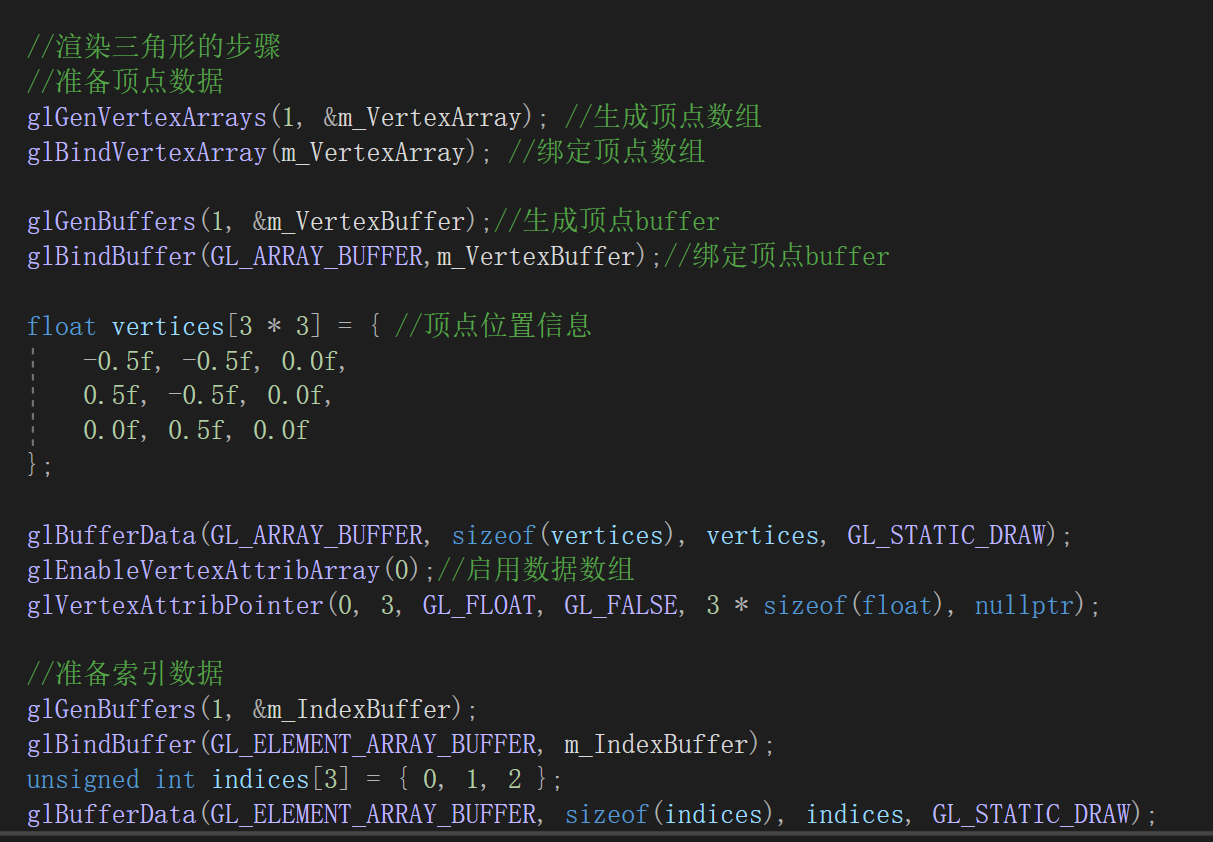 //渲染三角形的步骤
//准备顶点数据
glGenVertexArrays(1, &m_VertexArray); //生成顶点数组
glBindVertexArray(m_VertexArray); //绑定顶点数组
glGenBuffers(1, &m_VertexBuffer);//生成顶点buffer
glBindBuffer(GL_ARRAY_BUFFER,m_VertexBuffer);//绑定顶点buffer
float vertices[3 * 3] = { //顶点位置信息
-0.5f, -0.5f, 0.0f,
0.5f, -0.5f, 0.0f,
0.0f, 0.5f, 0.0f
};
glBufferData(GL_ARRAY_BUFFER, sizeof(vertices), vertices, GL_STATIC_DRAW);
glEnableVertexAttribArray(0);//启用数据数组
glVertexAttribPointer(0, 3, GL_FLOAT, GL_FALSE, 3 * sizeof(float), nullptr);
//准备索引数据
glGenBuffers(1, &m_IndexBuffer);
glBindBuffer(GL_ELEMENT_ARRAY_BUFFER, m_IndexBuffer);
unsigned int indices[3] = { 0, 1, 2 };
glBufferData(GL_ELEMENT_ARRAY_BUFFER, sizeof(indices), indices, GL_STATIC_DRAW);